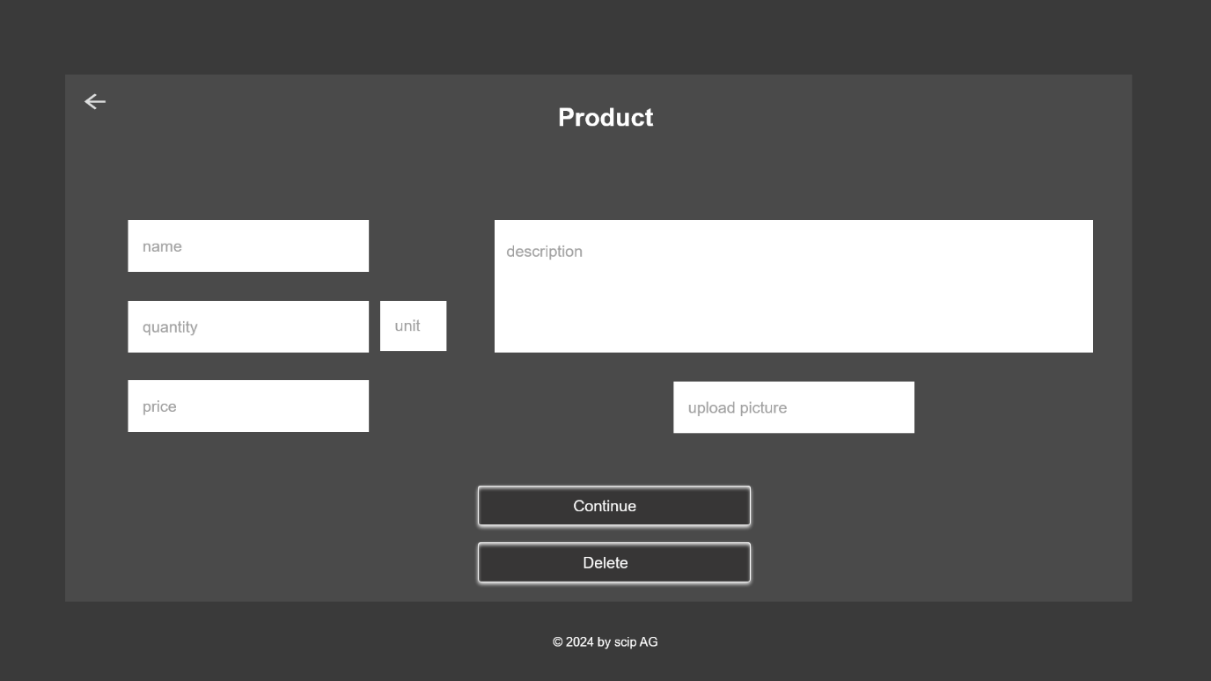 Product
name
description
quantity
unit
price
upload picture
Continue
Delete
© 2024 by scip AG